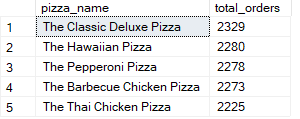 pizza_name total_orders
1 The Classic Deluxe Pizza 2329
2 The Hawaiian Pizza 2280
3 The Pepperoni Pizza 2278
4 The Barbecue Chicken Pizza 2273
5 The Thai Chicken Pizza 2225